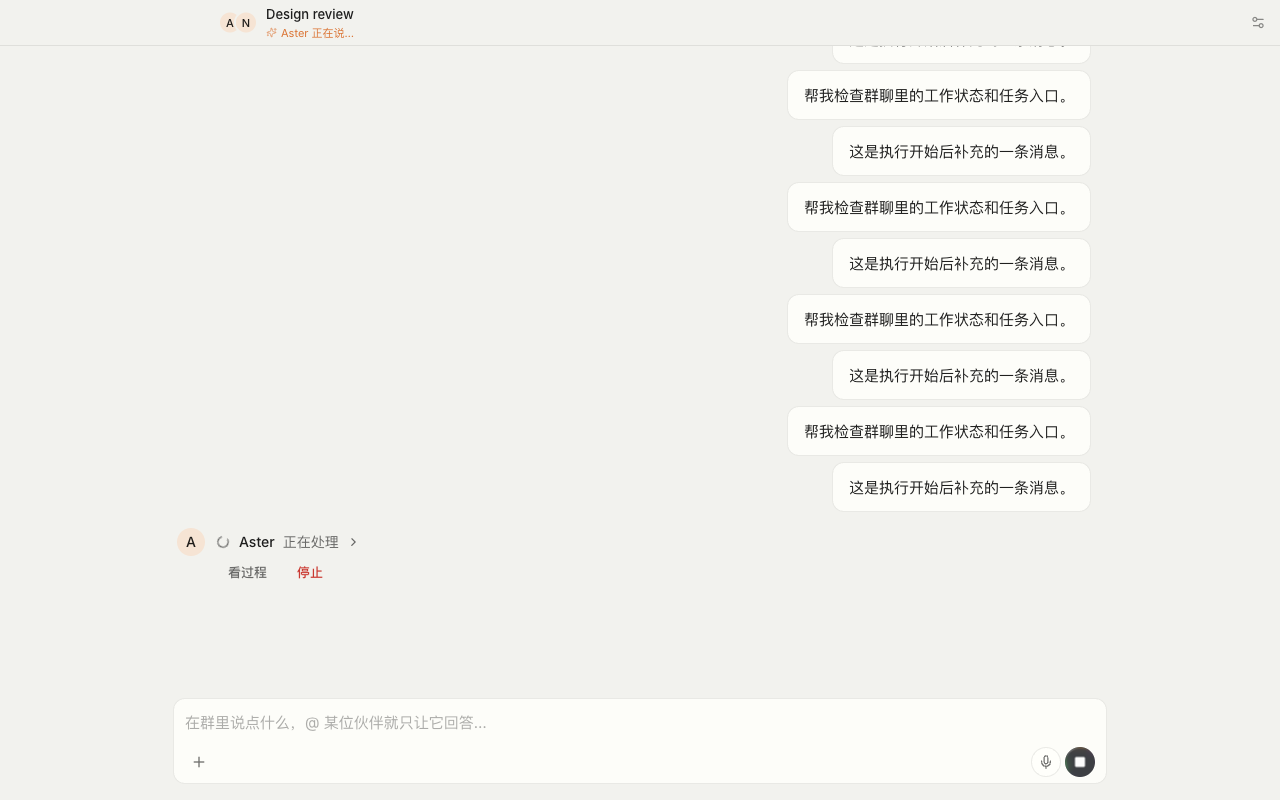 A N
Design review
Aster 正在说...
帮我检查群聊里的工作状态和任务入口。
这是执行开始后补充的一条消息。
帮我检查群聊里的工作状态和任务入口。
这是执行开始后补充的一条消息。
帮我检查群聊里的工作状态和任务入口。
这是执行开始后补充的一条消息。
帮我检查群聊里的工作状态和任务入口。
这是执行开始后补充的一条消息。
A Aster 正在处理
看过程 停止
在群里说点什么，@ 某位伙伴就只让它回答...